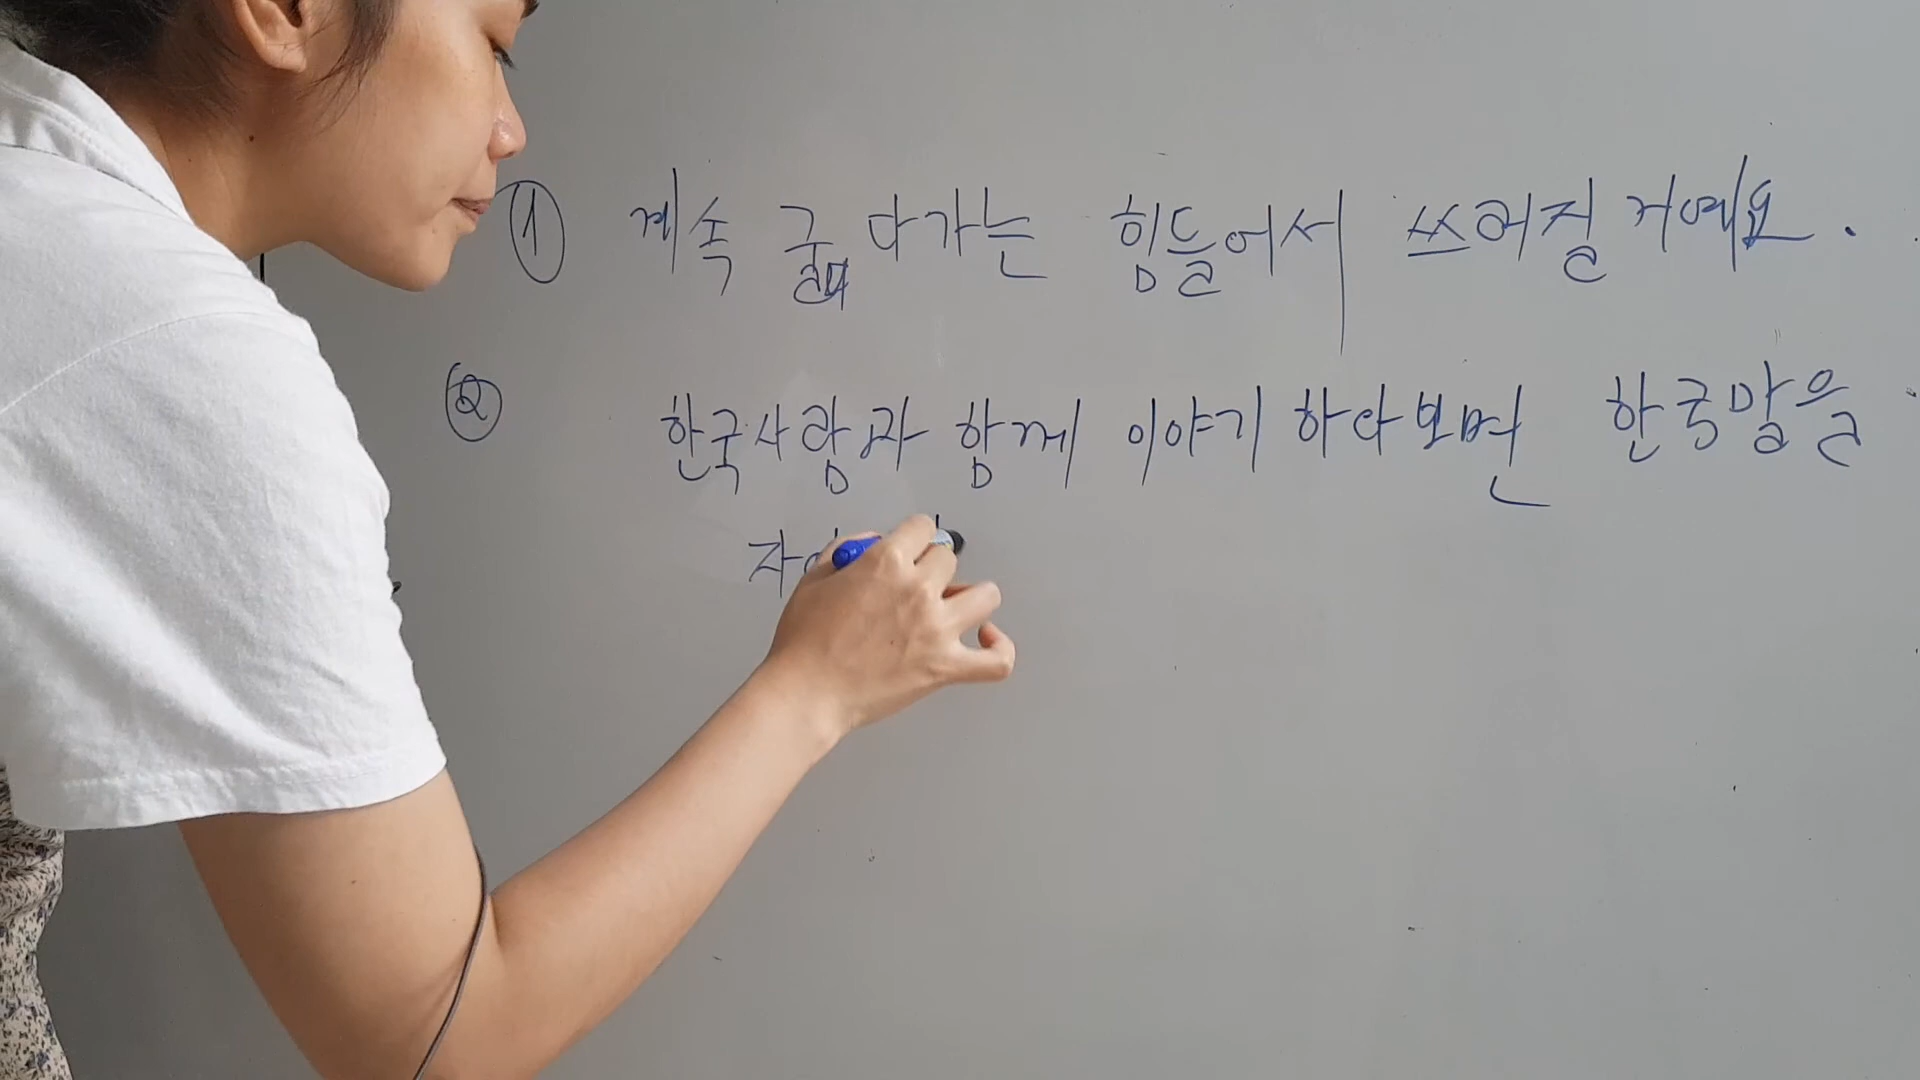 ① 계속 굶다가는 힘들어서 쓰러질 거예요.
② 한국사람과 함께 이야기 하다보면 한국말을